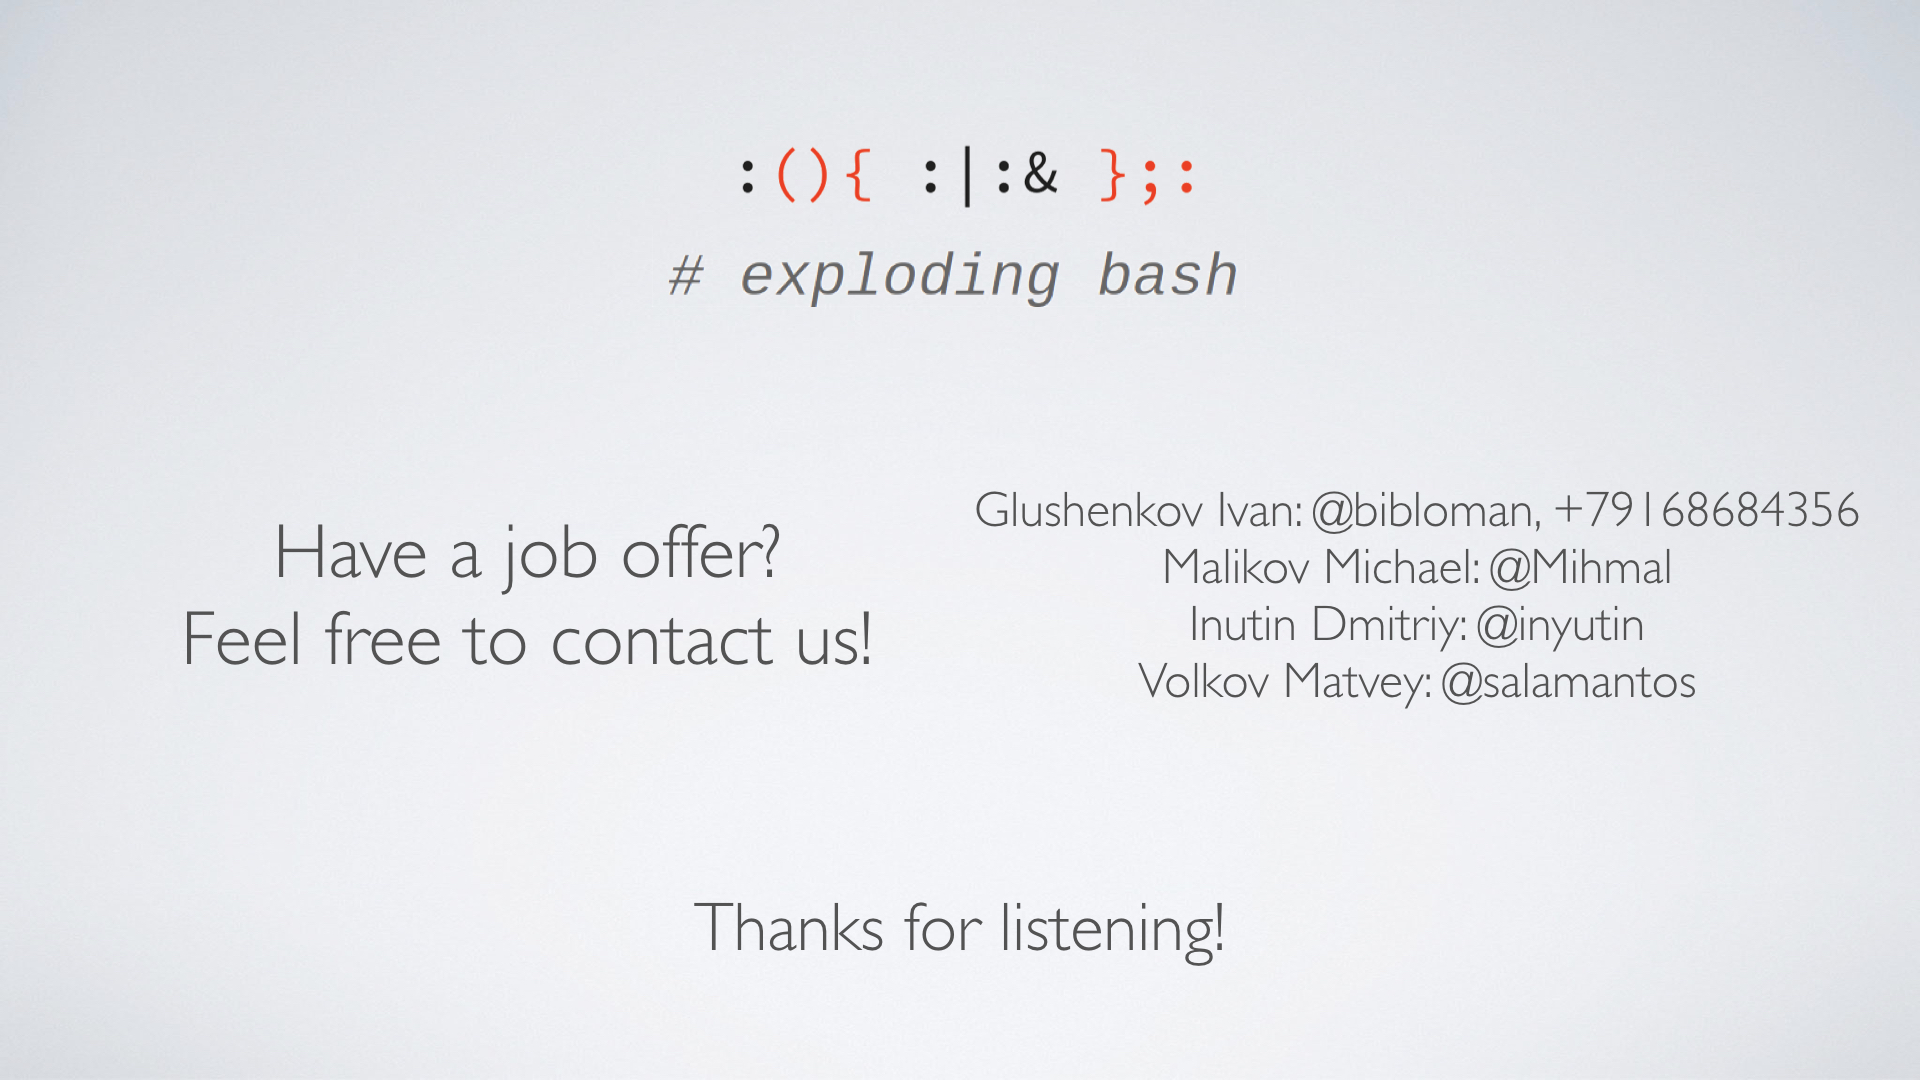 :(){ :|:& };:
# exploding bash
Have a job offer?
Feel free to contact us!
Glushenkov Ivan: @bibloman, +79168684356
Malikov Michael: @Mihmal
Inutin Dmitriy: @inyutin
Volkov Matvey: @salamantos
Thanks for listening!